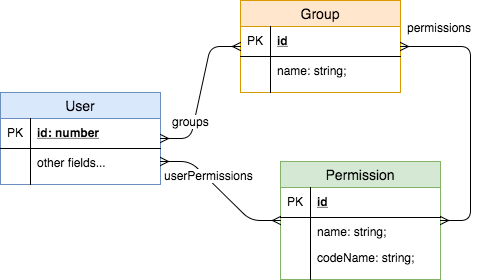 Group
permissions
PK id
name: string;
User
PK id: number
groups
other fields...
userPermissions
Permission
PK id
name: string;
codeName: string;